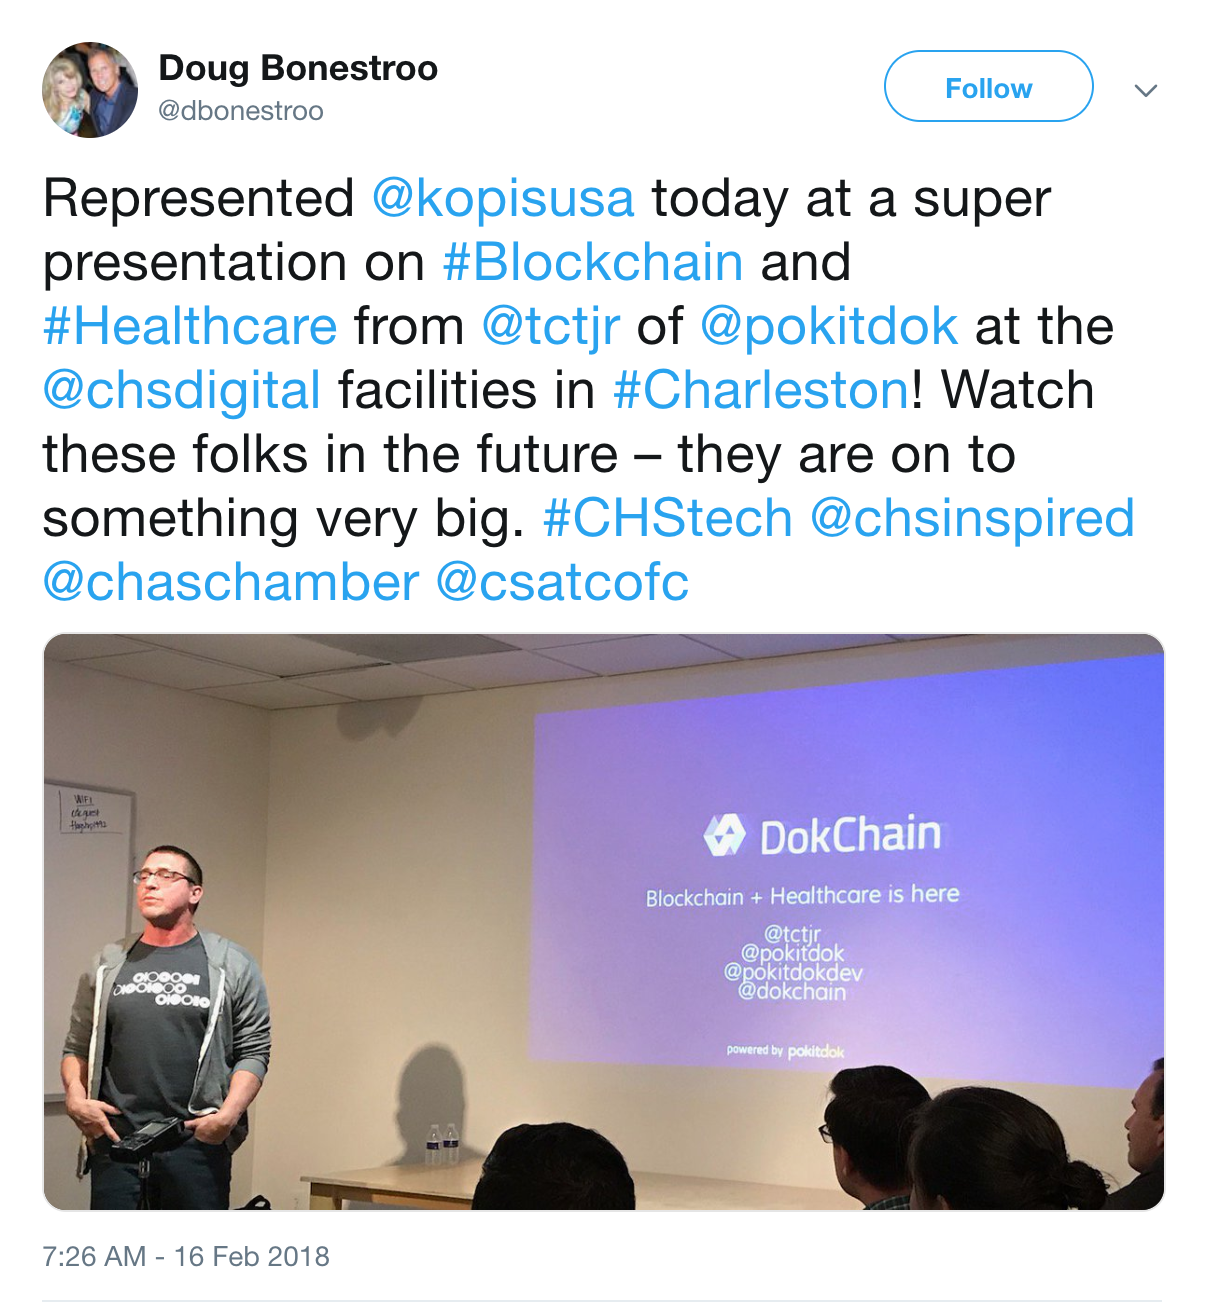 Doug Bonestroo
@dbonestroo
Follow
Represented @kopisusa today at a super
presentation on #Blockchain and
#Healthcare from @tctjr of @pokitdok at the
@chsdigital facilities in #Charleston! Watch
these folks in the future – they are on to
something very big. #CHStech @chsinspired
@chaschamber @csatcofc
WIFI
DokChain
Blockchain + Healthcare is here
@tctjr
@pokitdok
@pokitdokdev
@dokchain
powered by pokitdok
7:26 AM - 16 Feb 2018